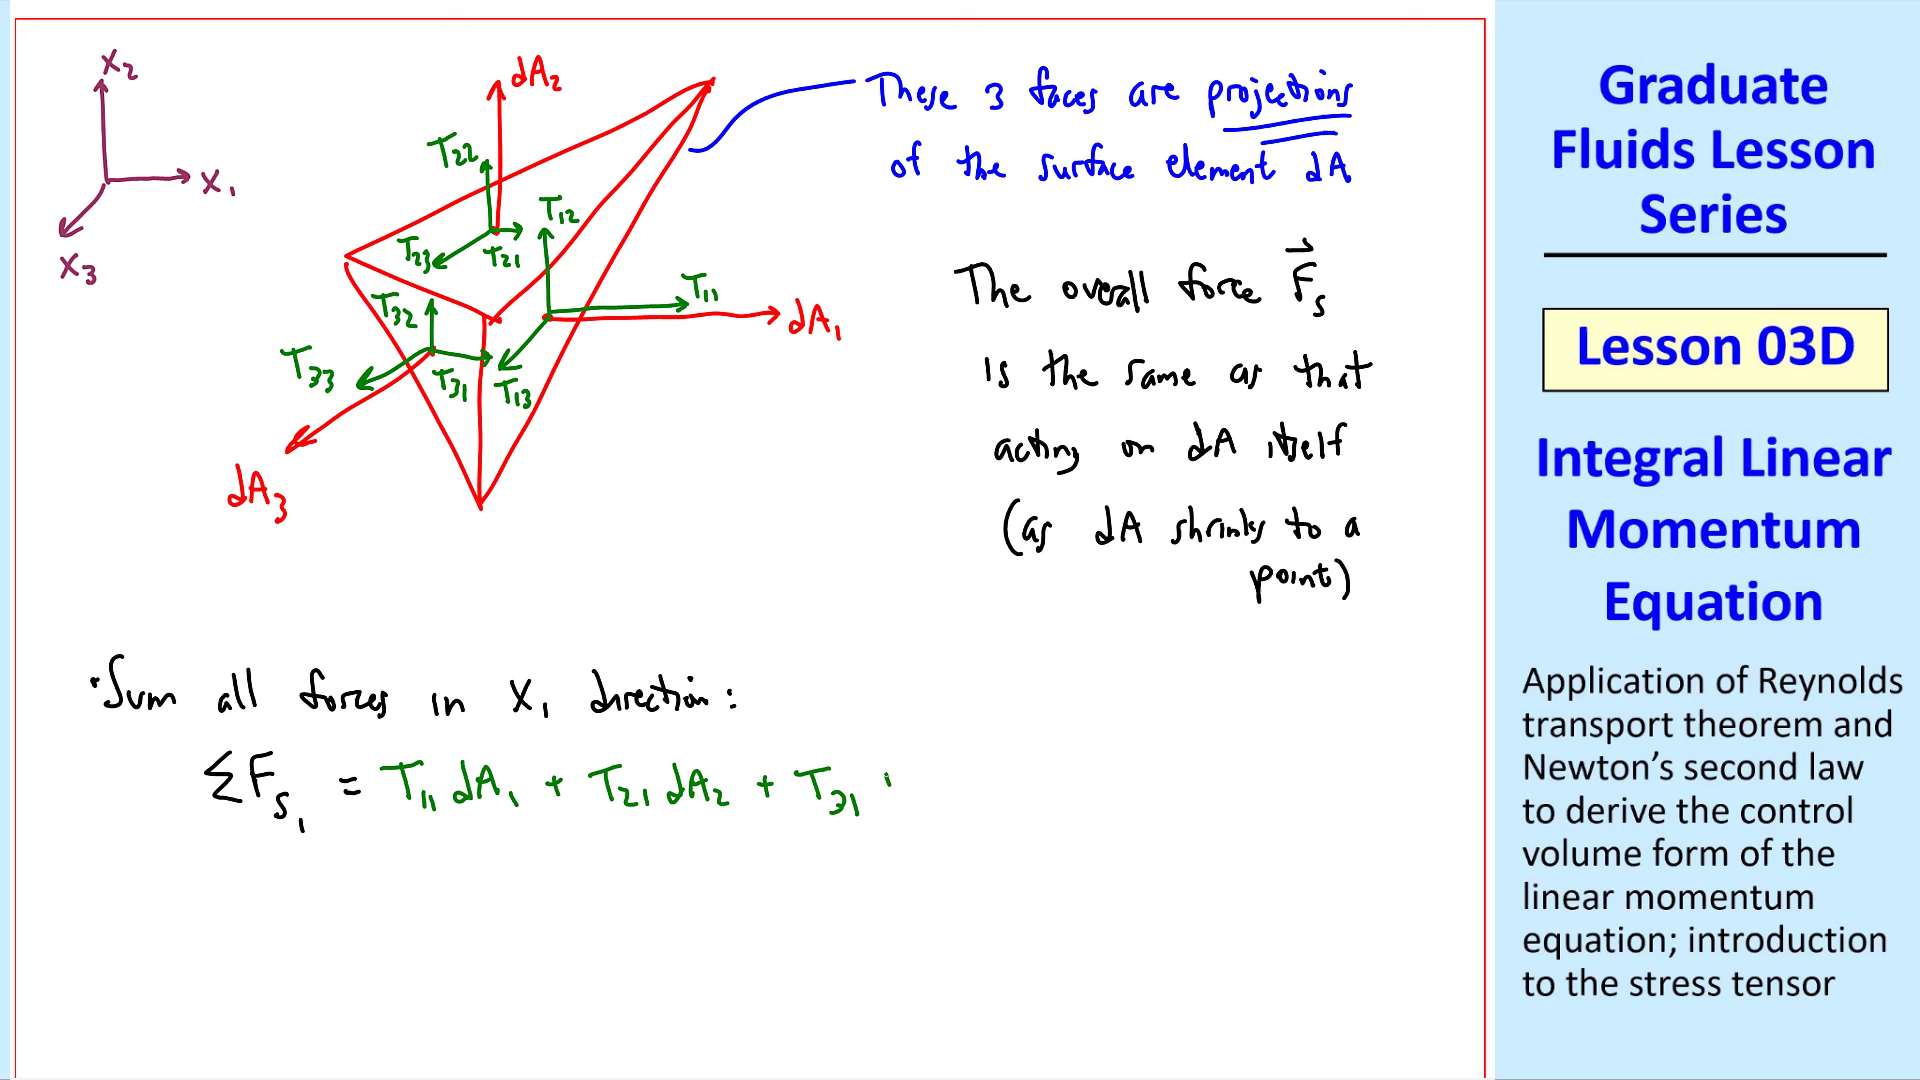 X2
X1
X3
dA2
T22
T12
T23
T21
T11
dA1
T32
T33
T31
T13
dA3
These 3 faces are projections
of the surface element dA
The overall force Fs
is the same as that
acting on dA itself
(as dA shrinks to a
point)
• Sum all forces in X1 direction:
ΣFs1 = T11 dA1 + T21 dA2 + T31
Graduate
Fluids Lesson
Series
Lesson 03D
Integral Linear
Momentum
Equation
Application of Reynolds
transport theorem and
Newton's second law
to derive the control
volume form of the
linear momentum
equation; introduction
to the stress tensor